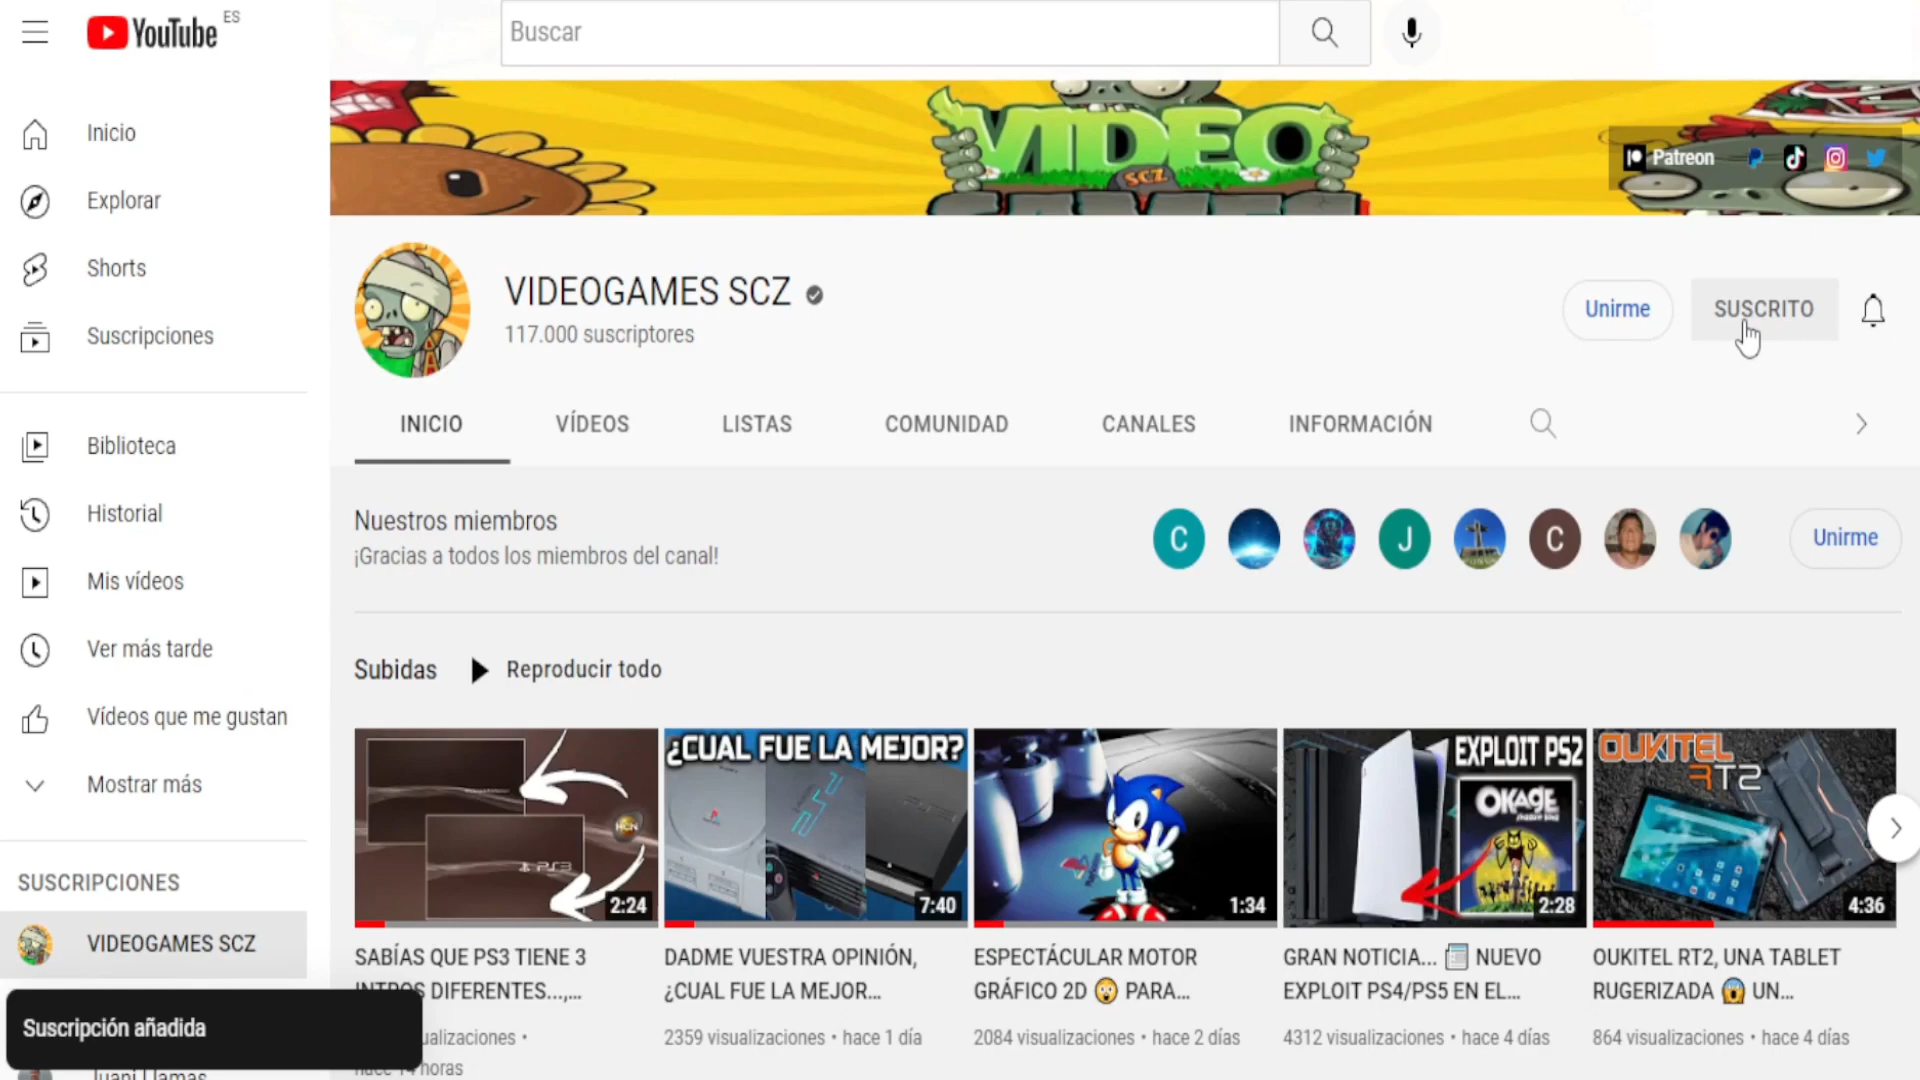 YouTube ES
Buscar
Inicio
Explorar
Shorts
Suscripciones
Biblioteca
Historial
Mis vídeos
Ver más tarde
Vídeos que me gustan
Mostrar más
SUSCRIPCIONES
VIDEOGAMES SCZ
Suscripción añadida
VIDEO
SCZ
Patreon
VIDEOGAMES SCZ
117.000 suscriptores
Unirme
SUSCRITO
INICIO
VÍDEOS
LISTAS
COMUNIDAD
CANALES
INFORMACIÓN
Nuestros miembros
¡Gracias a todos los miembros del canal!
C
J
C
Unirme
Subidas
Reproducir todo
PS3
HCN
2:24
¿CUAL FUE LA MEJOR?
7:40
1:34
EXPLOIT PS2
OKAGE
2:28
OUKITEL
RT2
4:36
SABÍAS QUE PS3 TIENE 3
DIFERENTES...,...
hace 14 horas
DADME VUESTRA OPINIÓN,
¿CUAL FUE LA MEJOR...
2359 visualizaciones • hace 1 día
ESPECTÁCULAR MOTOR
GRÁFICO 2D 😲 PARA...
2084 visualizaciones • hace 2 días
GRAN NOTICIA... 🗒 NUEVO
EXPLOIT PS4/PS5 EN EL...
4312 visualizaciones • hace 4 días
OUKITEL RT2, UNA TABLET
RUGERIZADA 😱 UN...
864 visualizaciones • hace 4 días